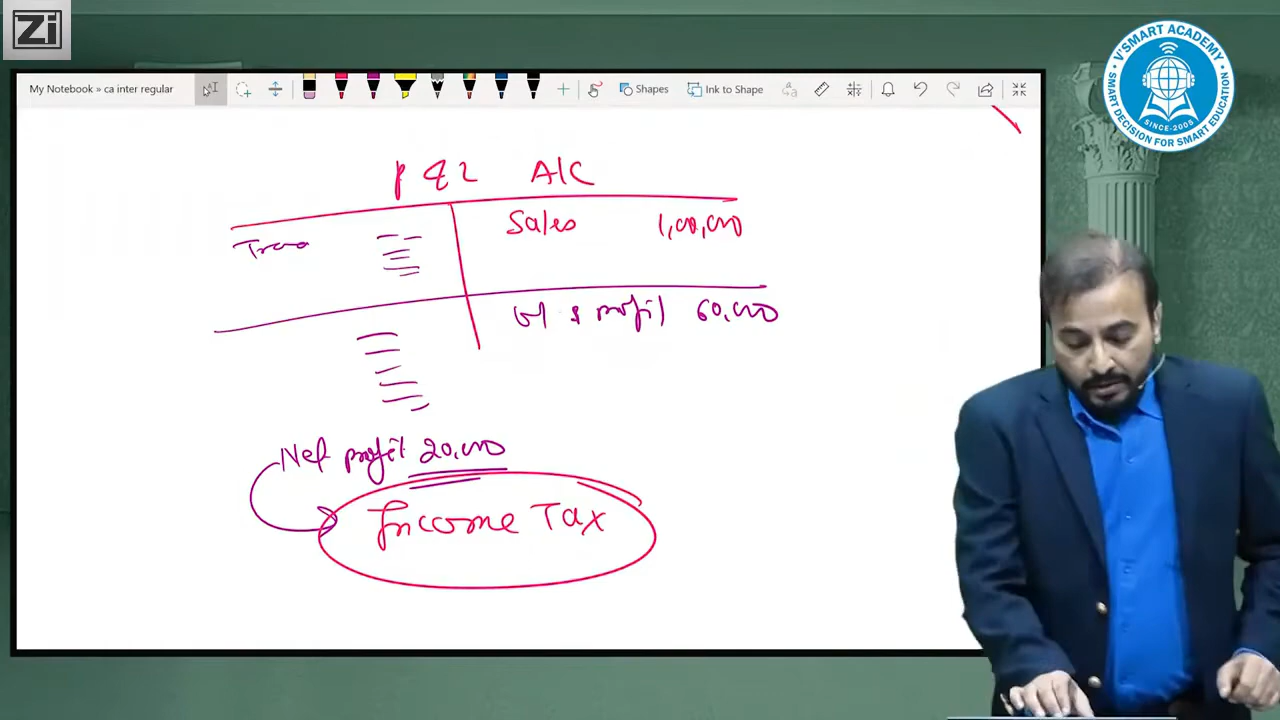 Zi
V'SMART ACADEMY
SMART DECISION FOR SMART EDUCATION
SINCE-2005
My Notebook » ca inter regular
Shapes
Ink to Shape
P & L A/C
Sales 1,00,000
profit 60,000
Net profit 20,000
Income Tax